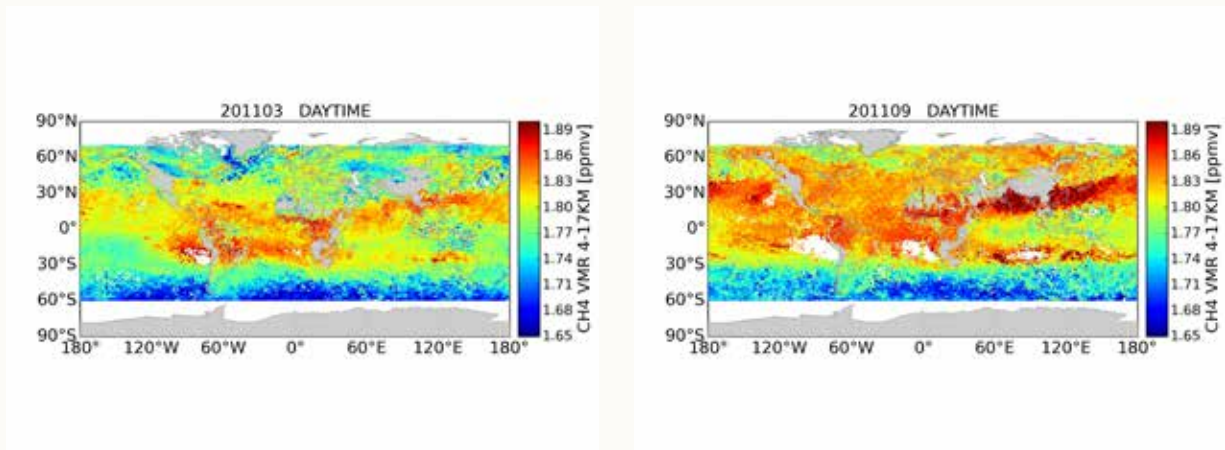 201103 DAYTIME
90°N
60°N
30°N
0°
30°S
60°S
90°S
180° 120°W 60°W 0° 60°E 120°E 180°
1.89
1.86
1.83
1.80
1.77
1.74
1.71
1.68
1.65
CH4 VMR 4-17KM [ppmv]
201109 DAYTIME
90°N
60°N
30°N
0°
30°S
60°S
90°S
180° 120°W 60°W 0° 60°E 120°E 180°
1.89
1.86
1.83
1.80
1.77
1.74
1.71
1.68
1.65
CH4 VMR 4-17KM [ppmv]